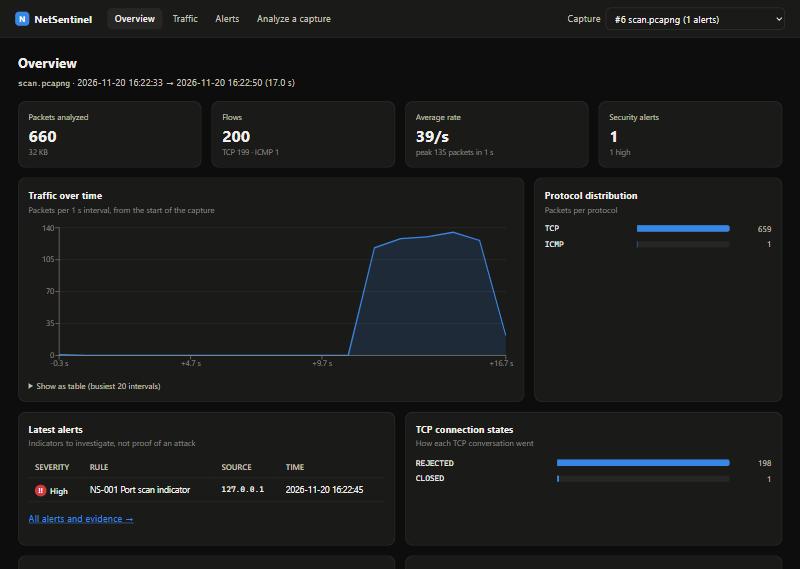 N NetSentinel Overview Traffic Alerts Analyze a capture Capture #6 scan.pcapng (1 alerts)
Overview
scan.pcapng · 2026-11-20 16:22:33 → 2026-11-20 16:22:50 (17.0 s)
Packets analyzed
660
32 KB
Flows
200
TCP 199 · ICMP 1
Average rate
39/s
peak 135 packets in 1 s
Security alerts
1
1 high
Traffic over time
Packets per 1 s interval, from the start of the capture
140
105
70
35
0
-0.3 s +4.7 s +9.7 s +16.7 s
Show as table (busiest 20 intervals)
Protocol distribution
Packets per protocol
TCP 659
ICMP 1
Latest alerts
Indicators to investigate, not proof of an attack
SEVERITY RULE SOURCE TIME
!! High NS-001 Port scan indicator 127.0.0.1 2026-11-20 16:22:45
All alerts and evidence →
TCP connection states
How each TCP conversation went
REJECTED 198
CLOSED 1